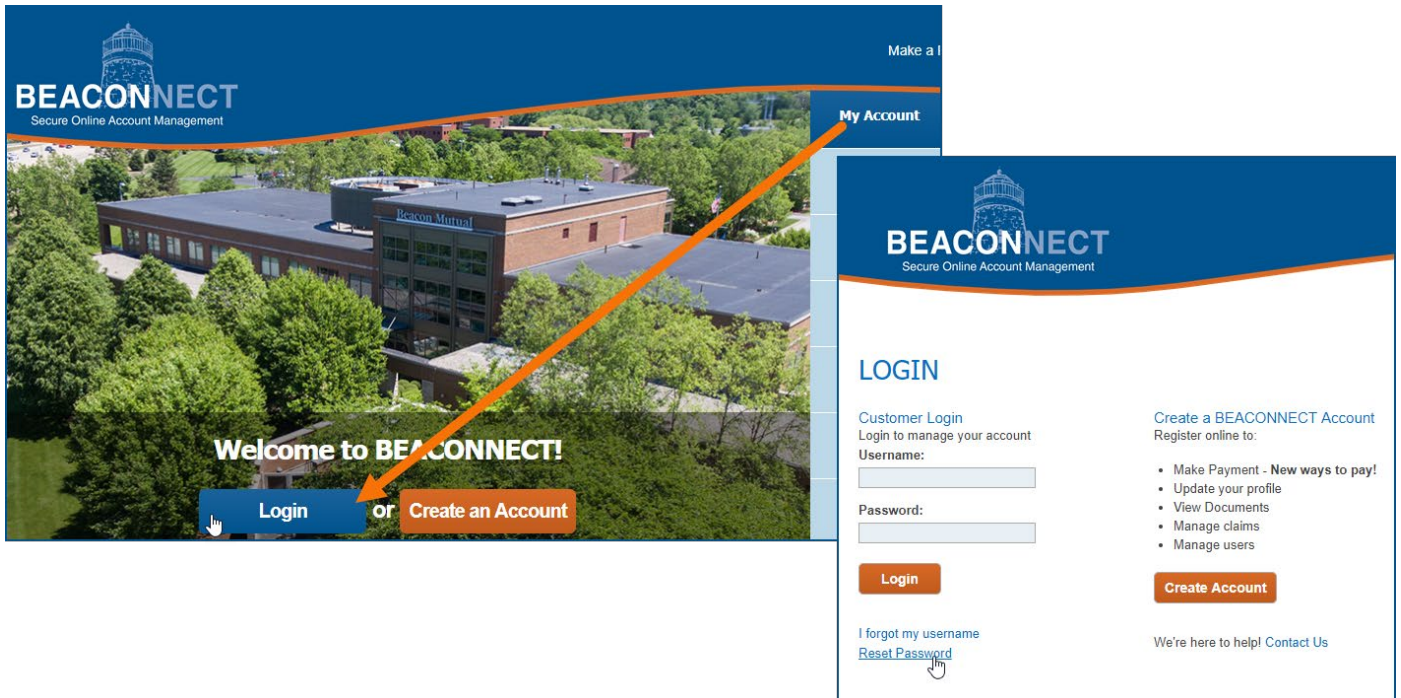 Make a
BEACONNECT
Secure Online Account Management
My Account
Beacon Mutual
Welcome to BEACONNECT!
Login or Create an Account
BEACONNECT
Secure Online Account Management
LOGIN
Customer Login
Login to manage your account
Username:
Password:
Login
I forgot my username
Reset Password
Create a BEACONNECT Account
Register online to:
• Make Payment - New ways to pay!
• Update your profile
• View Documents
• Manage claims
• Manage users
Create Account
We're here to help! Contact Us